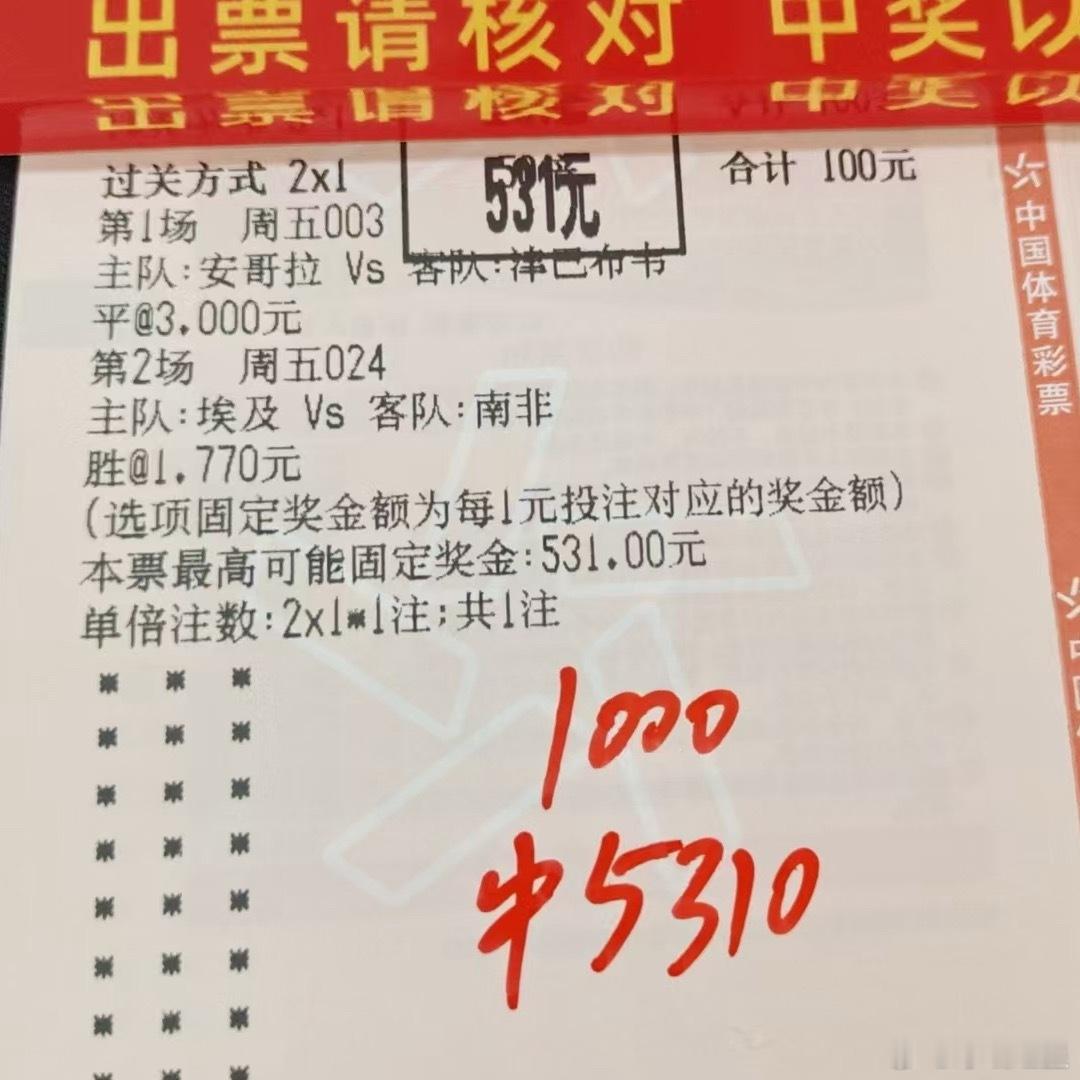 出票请核对 中奖以
出票请核对 中奖以
过关方式 2x1
531元
合计 100元
第1场 周五003
主队:安哥拉 Vs 客队:津巴布韦
平@3.000元
第2场 周五024
主队:埃及 Vs 客队:南非
胜@1.770元
(选项固定奖金额为每1元投注对应的奖金额)
本票最高可能固定奖金:531.00元
单倍注数:2x1*1注;共1注
1000
中5310
中国体育彩票